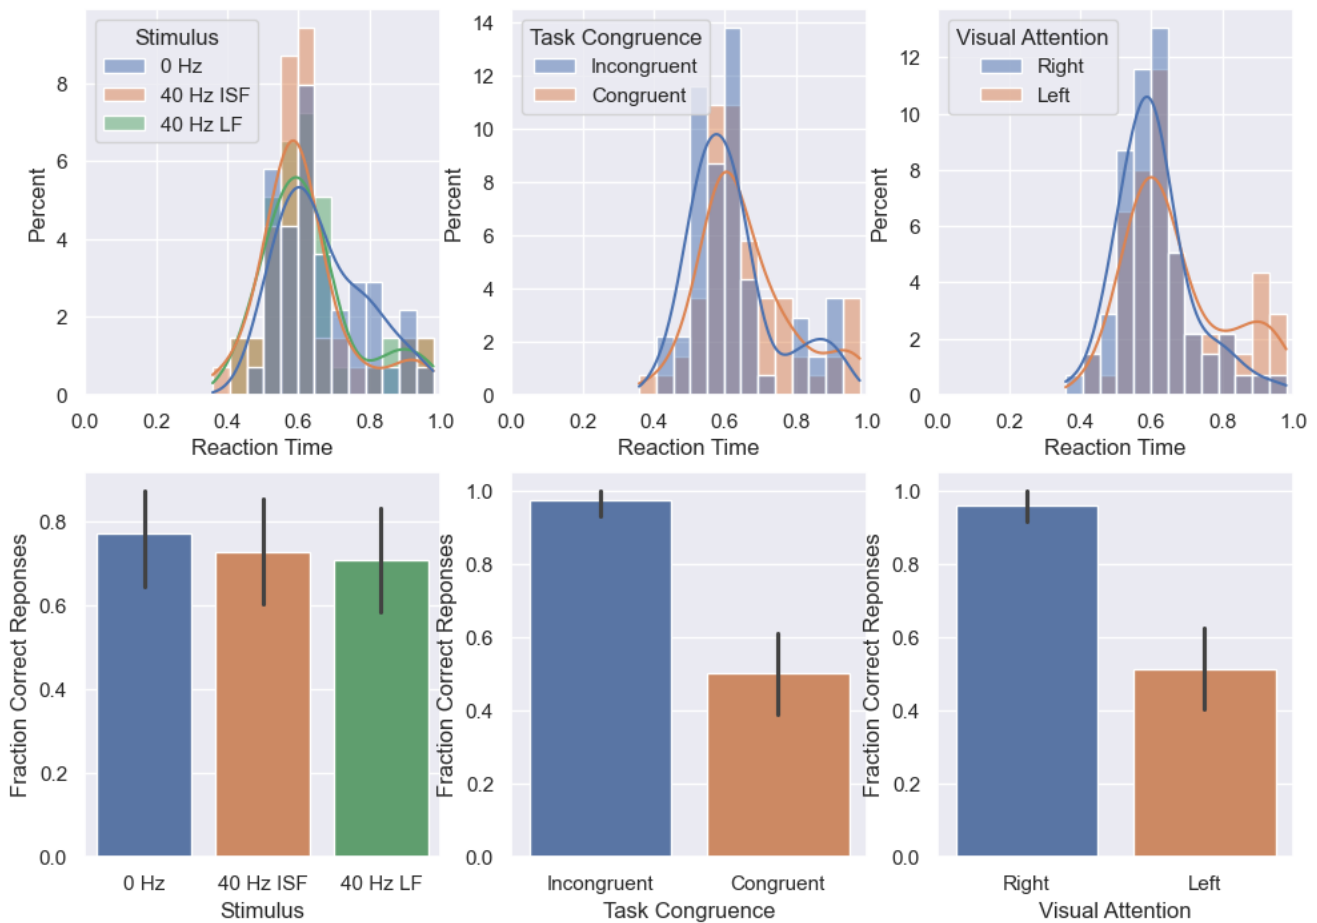 Stimulus
0 Hz
40 Hz ISF
40 Hz LF
Percent
8
6
4
2
0
0.0 0.2 0.4 0.6 0.8 1.0
Reaction Time
Task Congruence
Incongruent
Congruent
Percent
14
12
10
8
6
4
2
0
0.0 0.2 0.4 0.6 0.8 1.0
Reaction Time
Visual Attention
Right
Left
Percent
12
10
8
6
4
2
0
0.0 0.2 0.4 0.6 0.8 1.0
Reaction Time
Fraction Correct Reponses
0.8
0.6
0.4
0.2
0.0
0 Hz 40 Hz ISF 40 Hz LF
Stimulus
Fraction Correct Reponses
1.0
0.8
0.6
0.4
0.2
0.0
Incongruent Congruent
Task Congruence
Fraction Correct Reponses
1.0
0.8
0.6
0.4
0.2
0.0
Right Left
Visual Attention